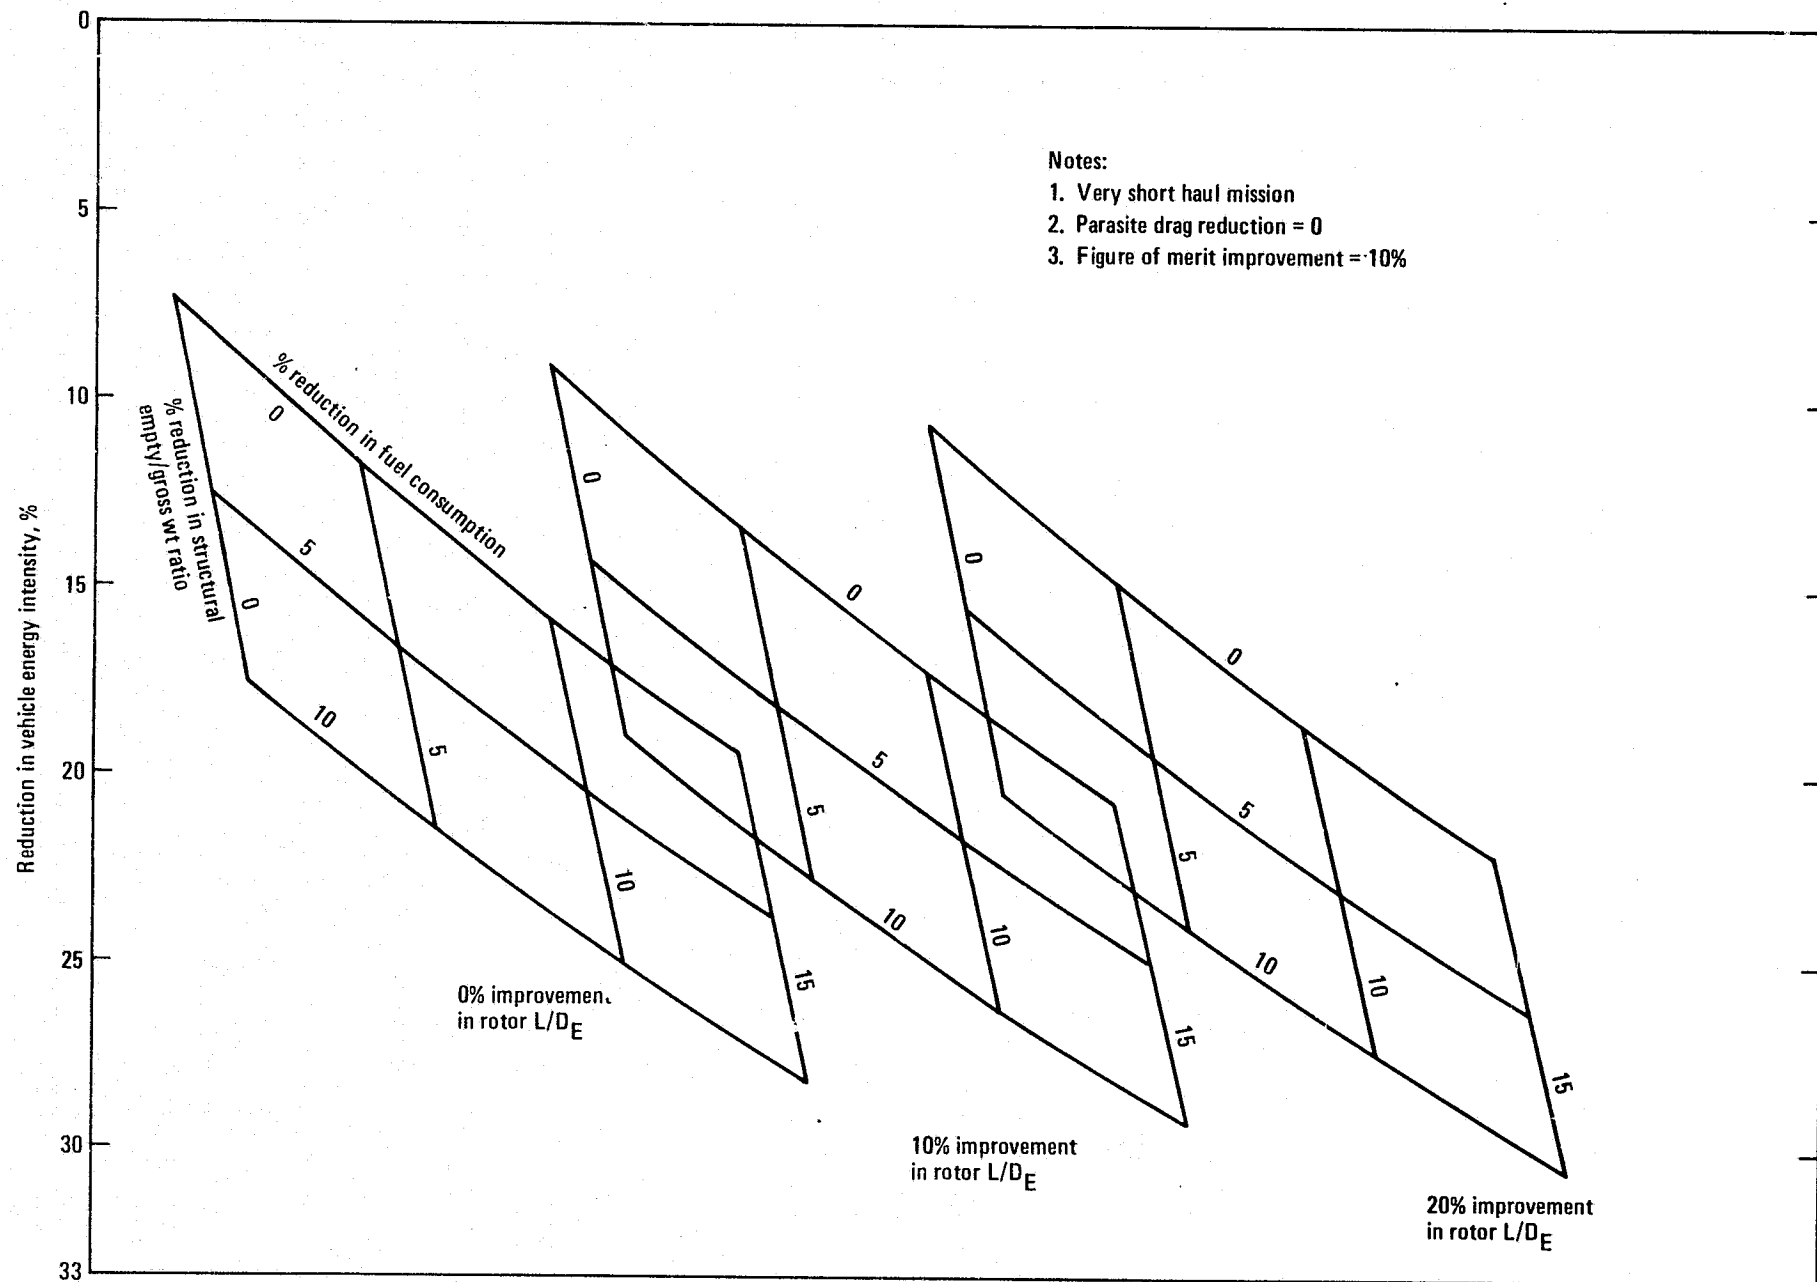 0
5
10
15
20
25
30
33
Reduction in vehicle energy intensity, %
Notes:
1. Very short haul mission
2. Parasite drag reduction = 0
3. Figure of merit improvement = 10%
% reduction in fuel consumption
% reduction in structural
empty/gross wt ratio
0
5
10
0
5
10
15
0% improvement
in rotor L/DE
0
5
10
0
5
10
15
10% improvement
in rotor L/DE
0
5
10
0
5
10
15
20% improvement
in rotor L/DE